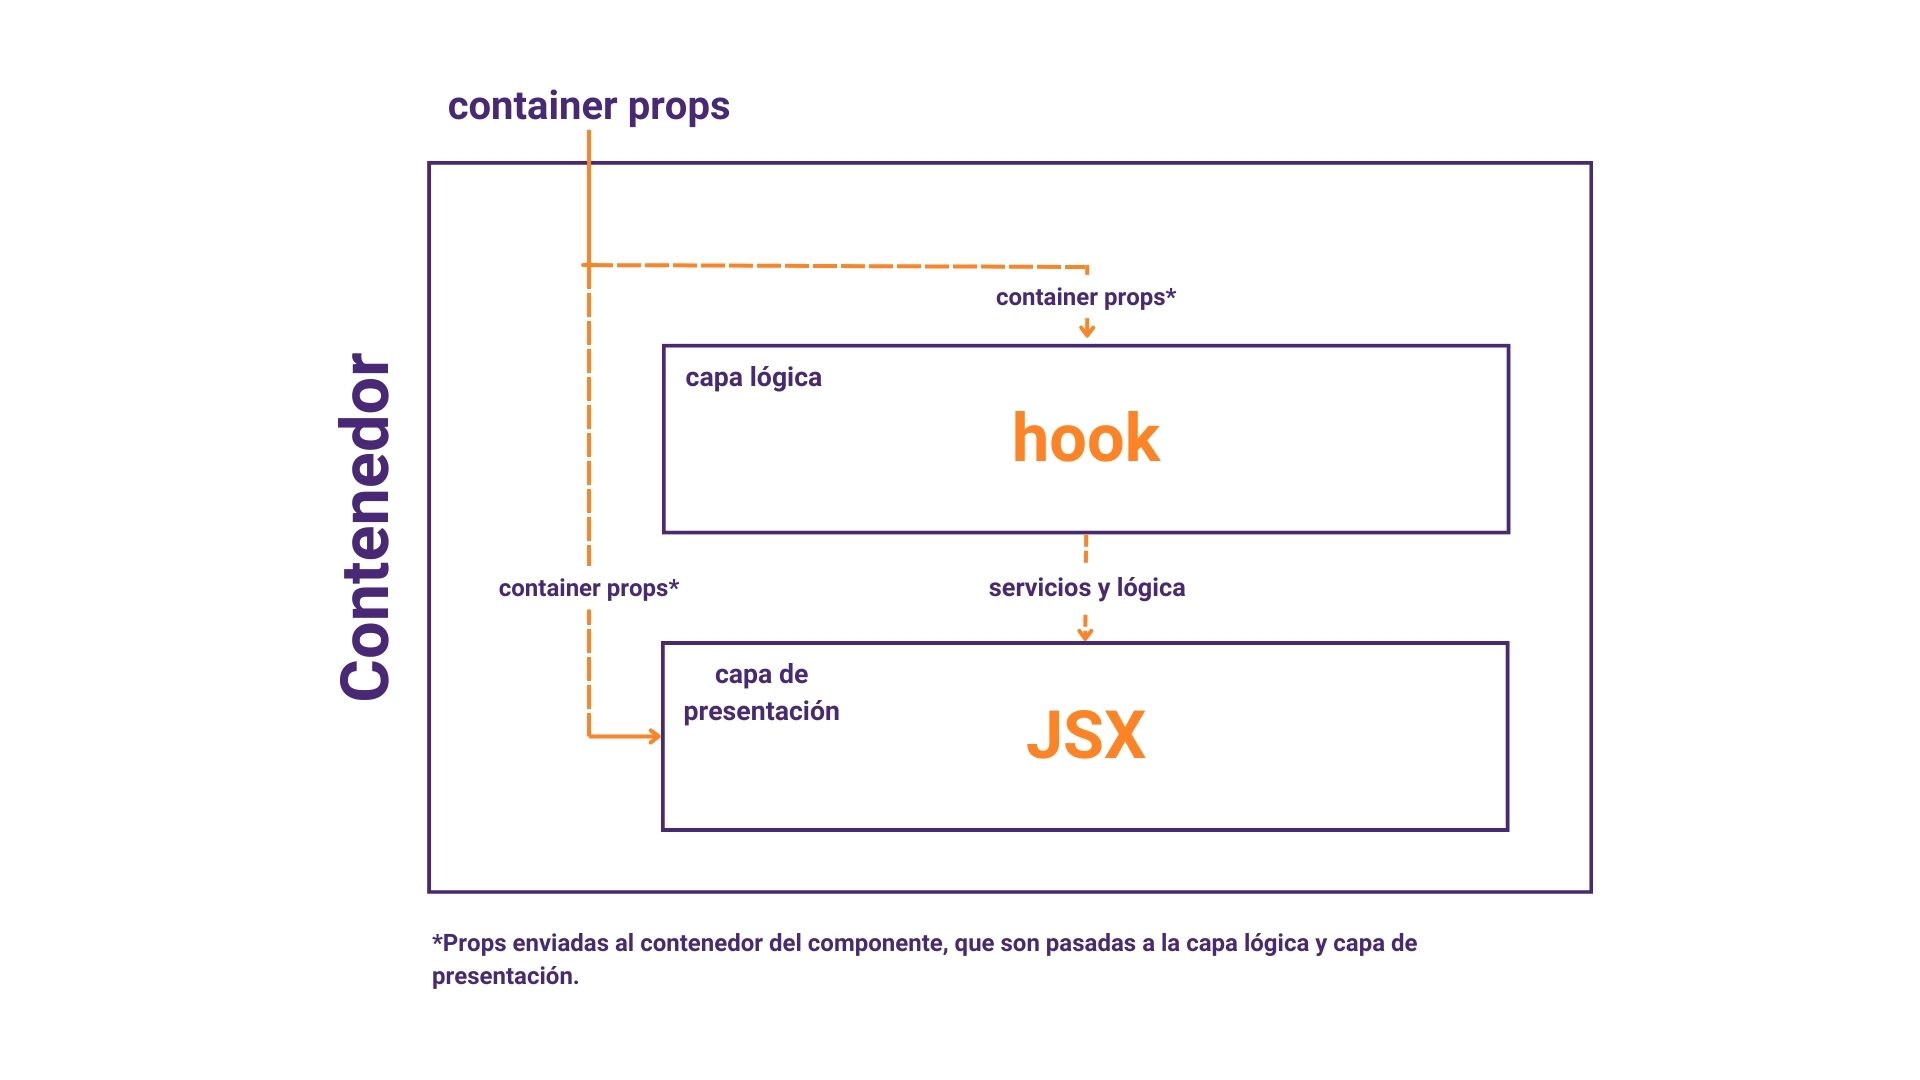 container props
Contenedor
container props*
capa lógica
hook
container props*
servicios y lógica
capa de
presentación
JSX
*Props enviadas al contenedor del componente, que son pasadas a la capa lógica y capa de
presentación.